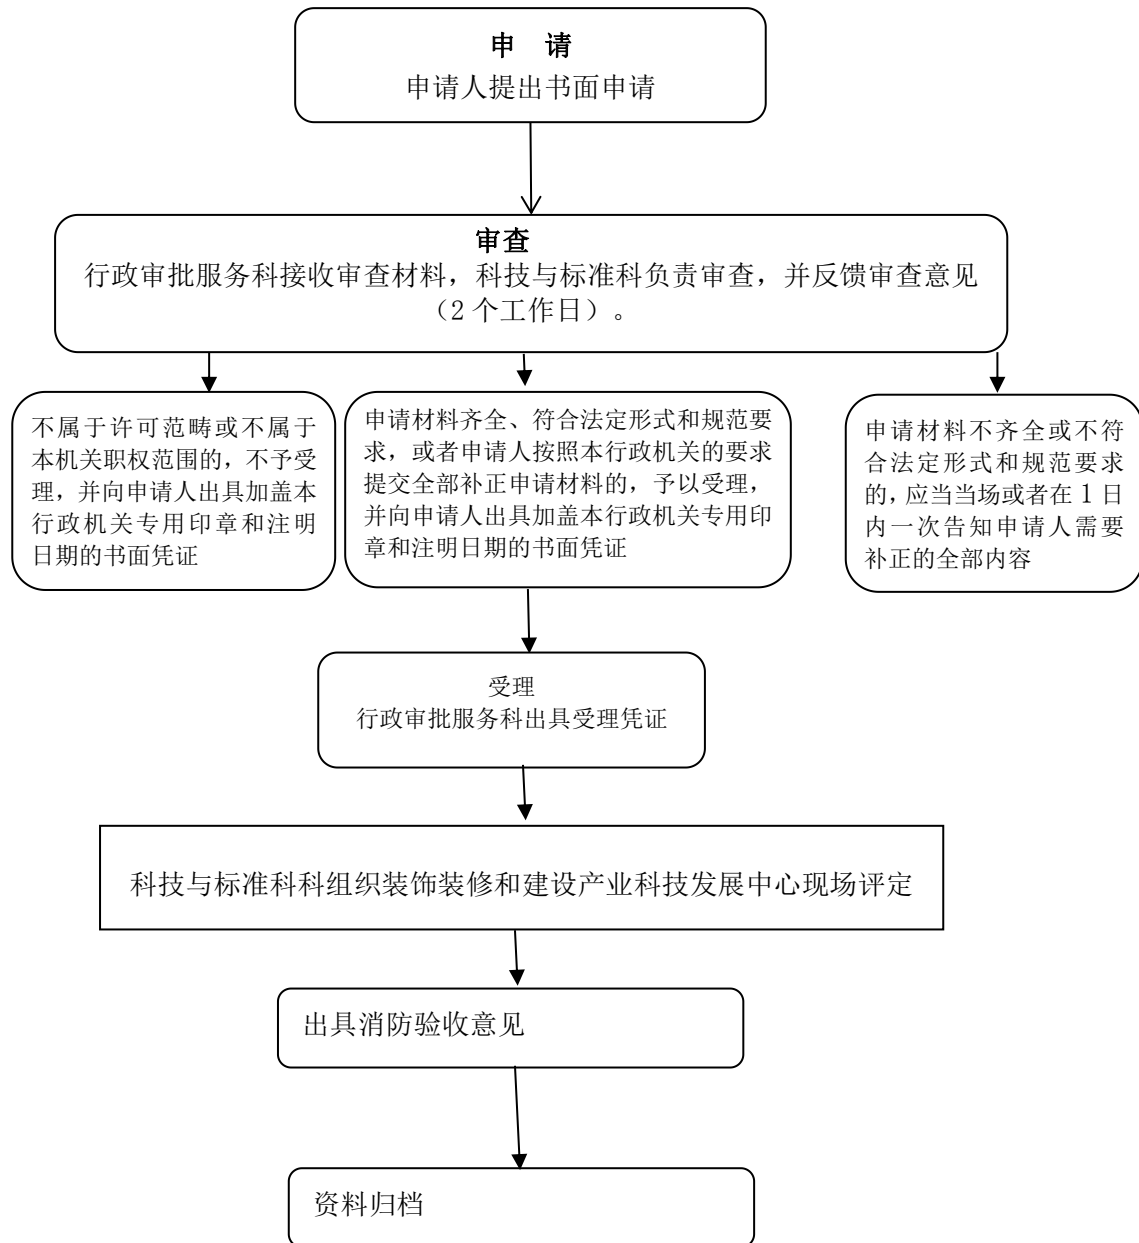 申　请
申请人提出书面申请
审查
行政审批服务科接收审查材料，科技与标准科负责审查，并反馈审查意见
（2 个工作日）。
不属于许可范畴或不属于
本机关职权范围的，不予受
理，并向申请人出具加盖本
行政机关专用印章和注明
日期的书面凭证
申请材料齐全、符合法定形式和规范要
求，或者申请人按照本行政机关的要求
提交全部补正申请材料的，予以受理，
并向申请人出具加盖本行政机关专用印
章和注明日期的书面凭证
申请材料不齐全或不符
合法定形式和规范要求
的，应当当场或者在 1 日
内一次告知申请人需要
补正的全部内容
受理
行政审批服务科出具受理凭证
科技与标准科科组织装饰装修和建设产业科技发展中心现场评定
出具消防验收意见
资料归档